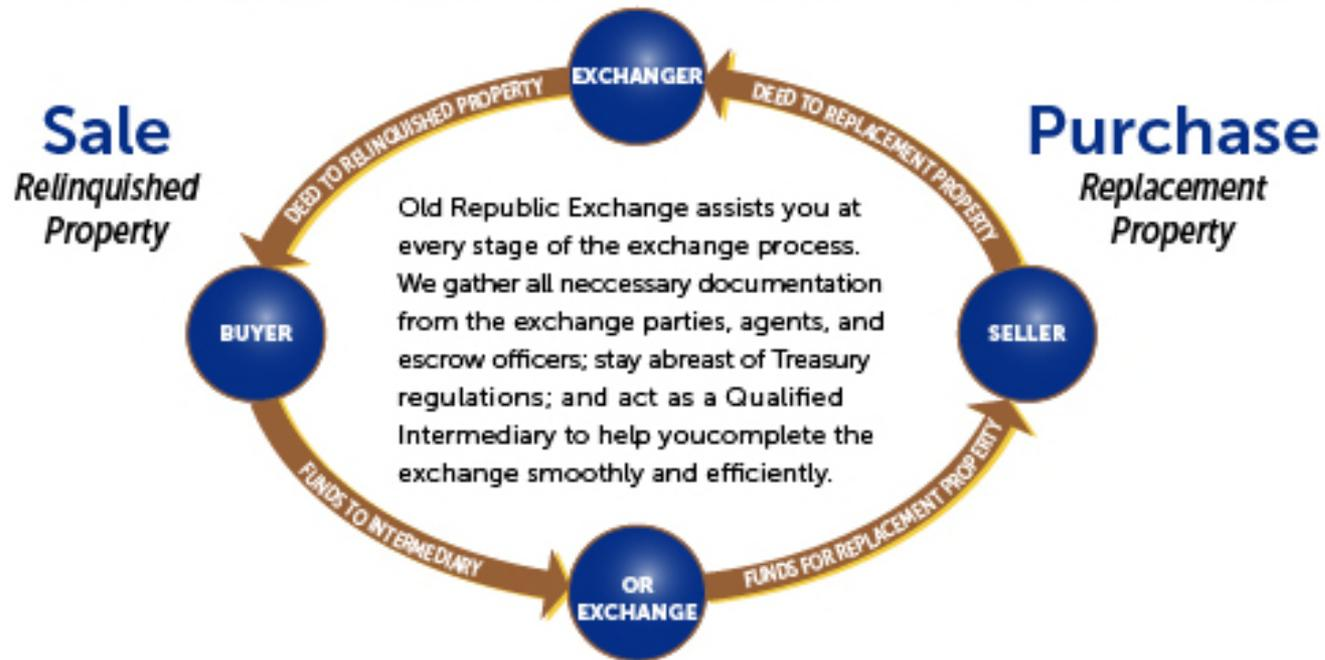 EXCHANGER
DEED TO RELINQUISHED PROPERTY
DEED TO REPLACEMENT PROPERTY
Sale
Relinquished
Property
Purchase
Replacement
Property
Old Republic Exchange assists you at
every stage of the exchange process.
We gather all neccessary documentation
from the exchange parties, agents, and
escrow officers; stay abreast of Treasury
regulations; and act as a Qualified
Intermediary to help youcomplete the
exchange smoothly and efficiently.
BUYER
SELLER
FUNDS TO INTERMEDIARY
FUNDS FOR REPLACEMENT PROPERTY
OR
EXCHANGE